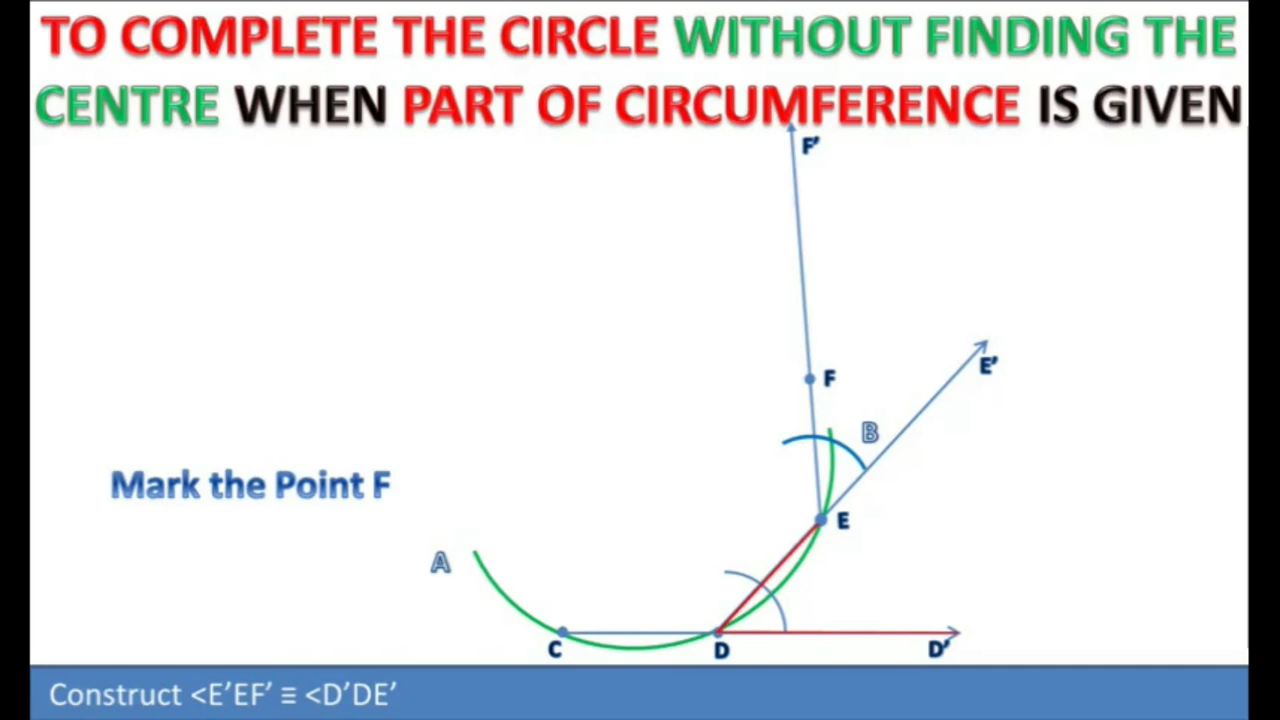 TO COMPLETE THE CIRCLE WITHOUT FINDING THE
CENTRE WHEN PART OF CIRCUMFERENCE IS GIVEN
F'
F
E'
B
Mark the Point F
E
A
C
D
D'
Construct <E’EF’ ≡ <D’DE’